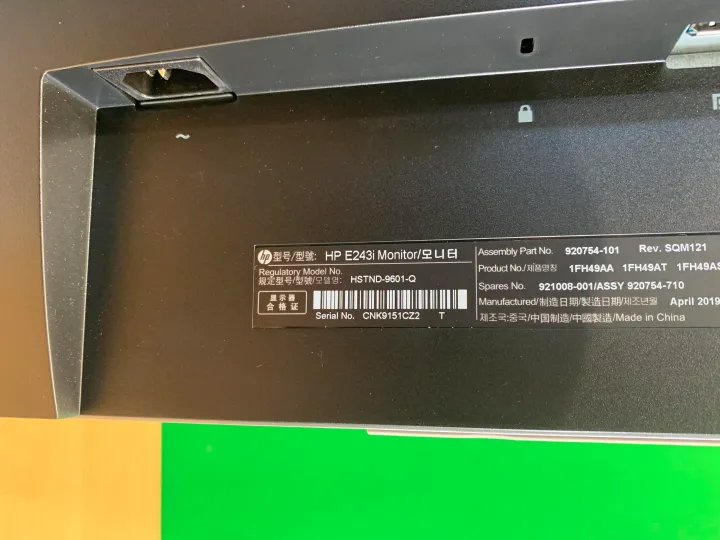 ~
hp 型号/型號: HP E243i Monitor/모니터
Regulatory Model No.
规定型号/型號/모델명: HSTND-9601-Q
显示器
合格证
Serial No. CNK9151CZ2 T
Assembly Part No. 920754-101 Rev. SQM121
Product No./제품명칭 1FH49AA 1FH49AT 1FH49AS
Spares No. 921008-001/ASSY 920754-710
Manufactured/制造日期/製造日期/제조년월 April 2019
제조국:중국/中国制造/中國製造/Made in China